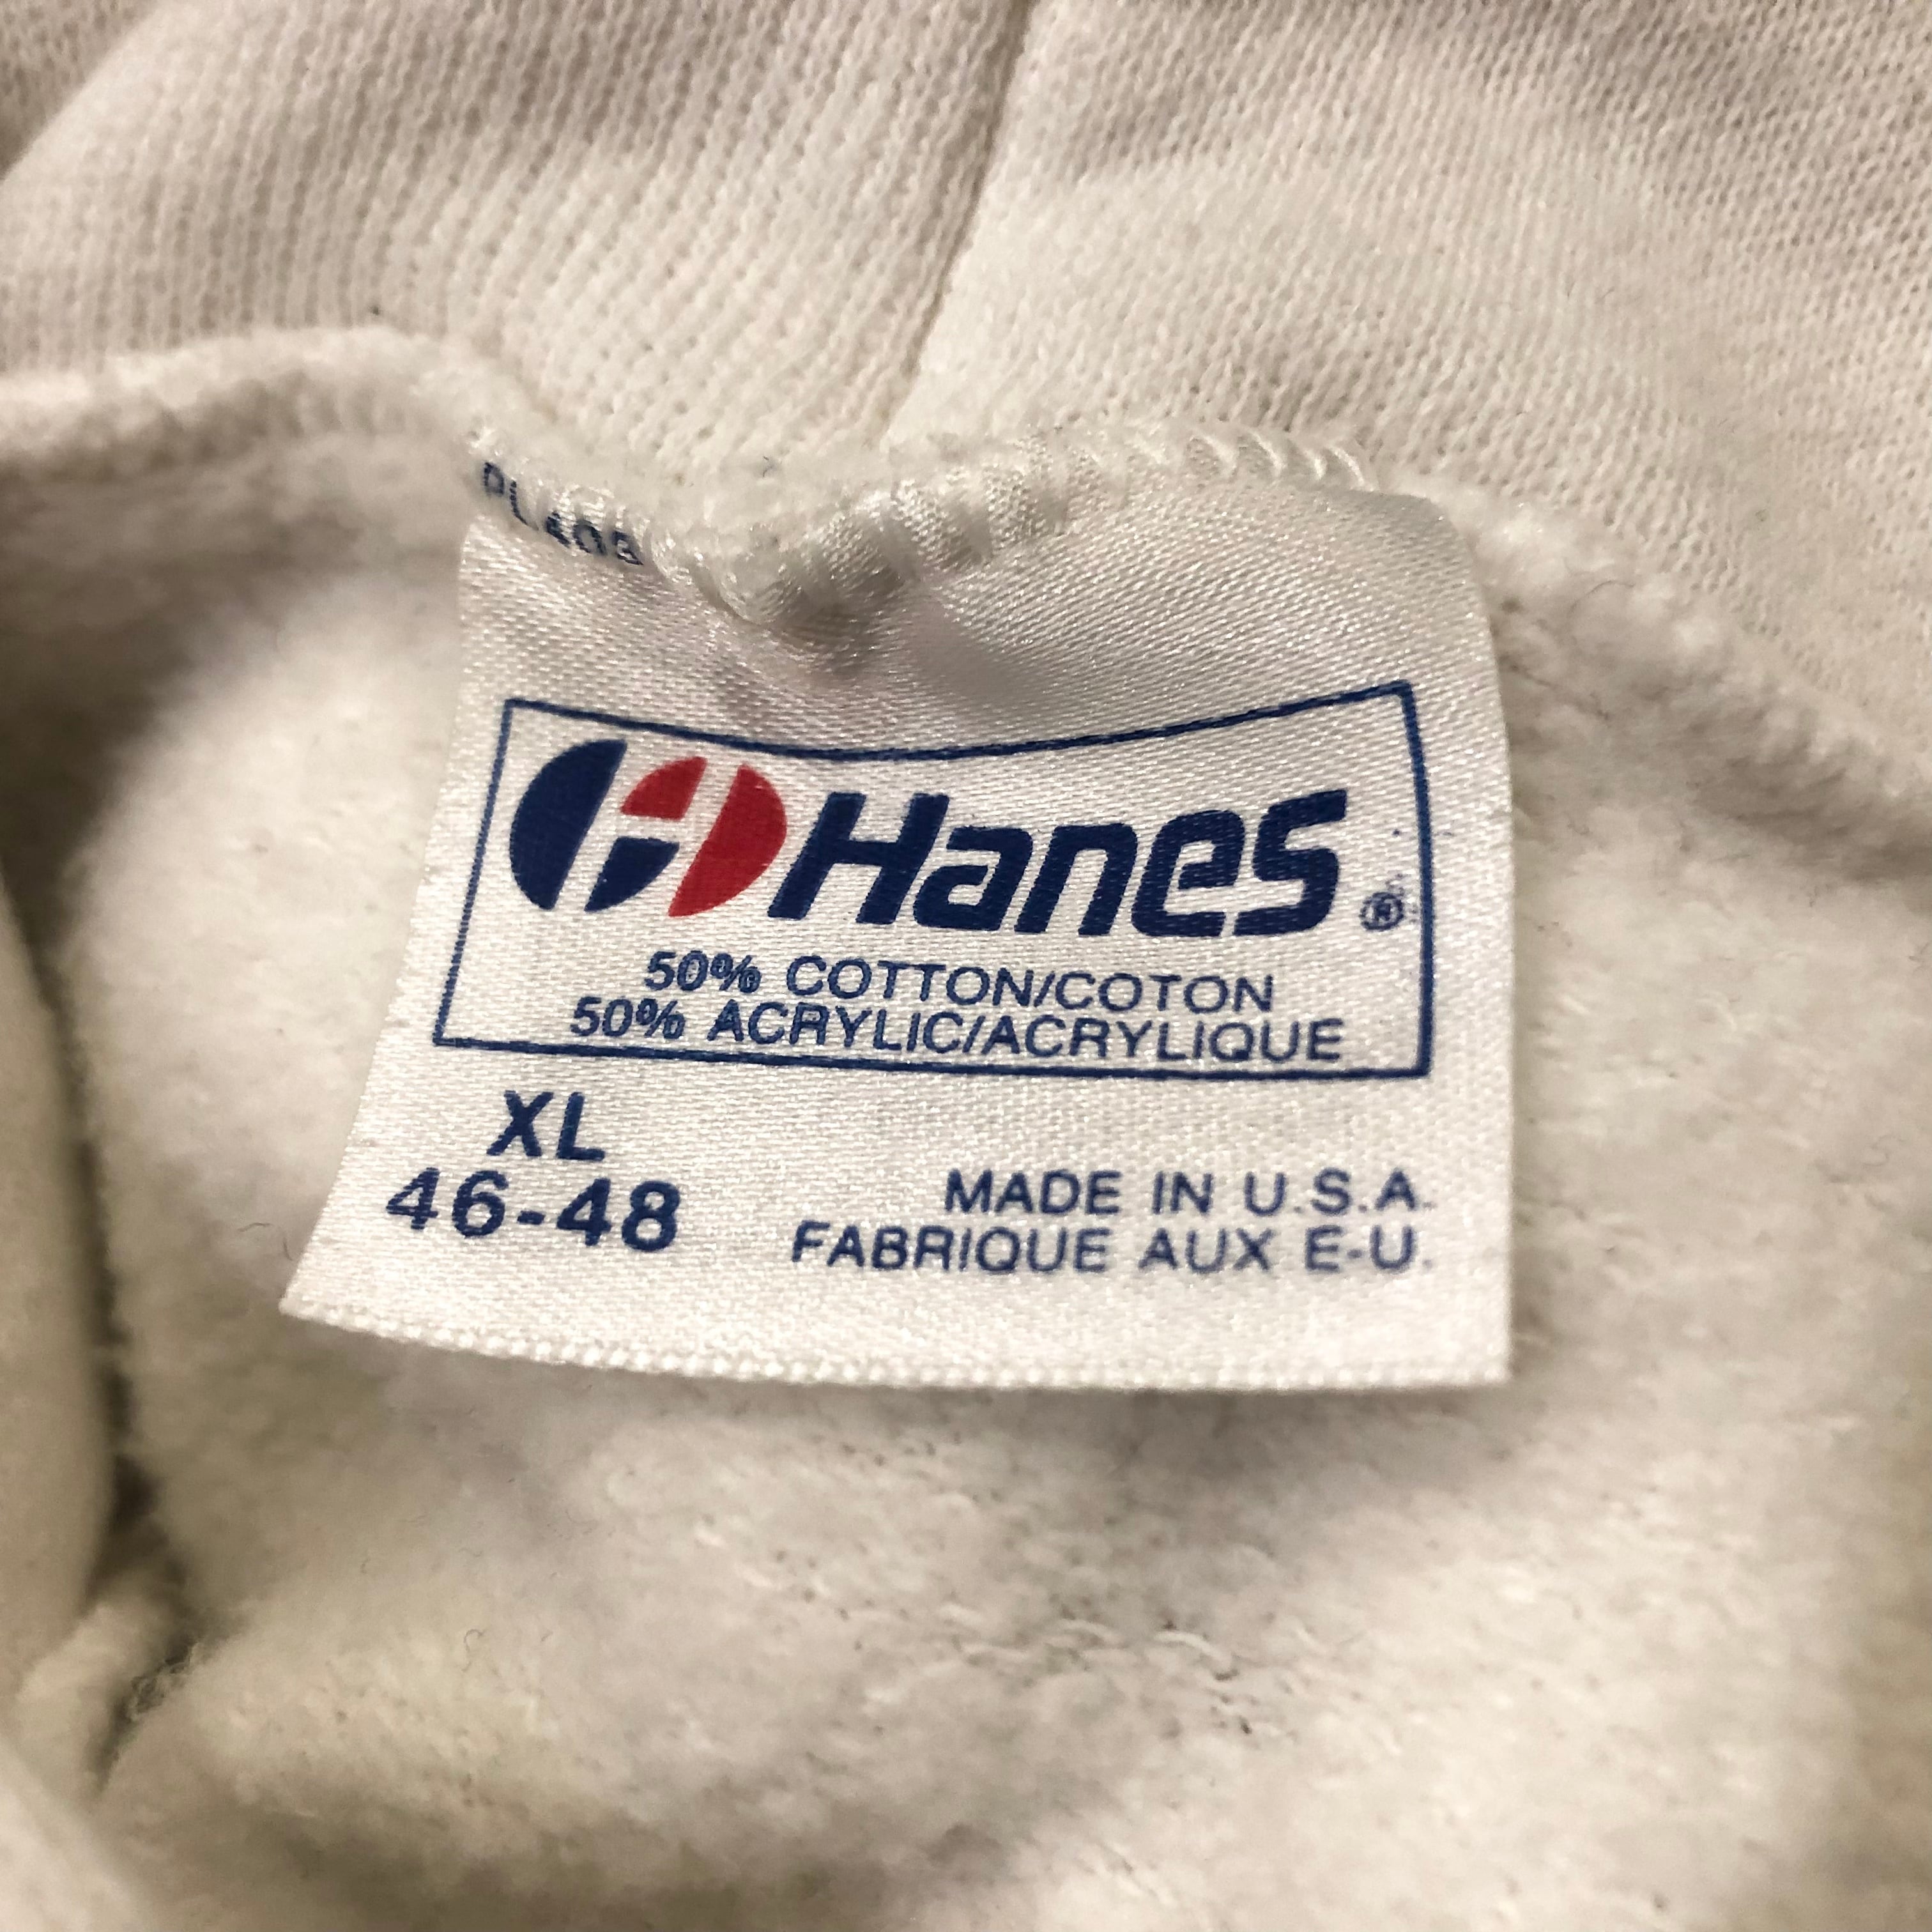 Hanes ®
50% COTTON/COTON
50% ACRYLIC/ACRYLIQUE
XL
46-48
MADE IN U.S.A.
FABRIQUE AUX E-U.